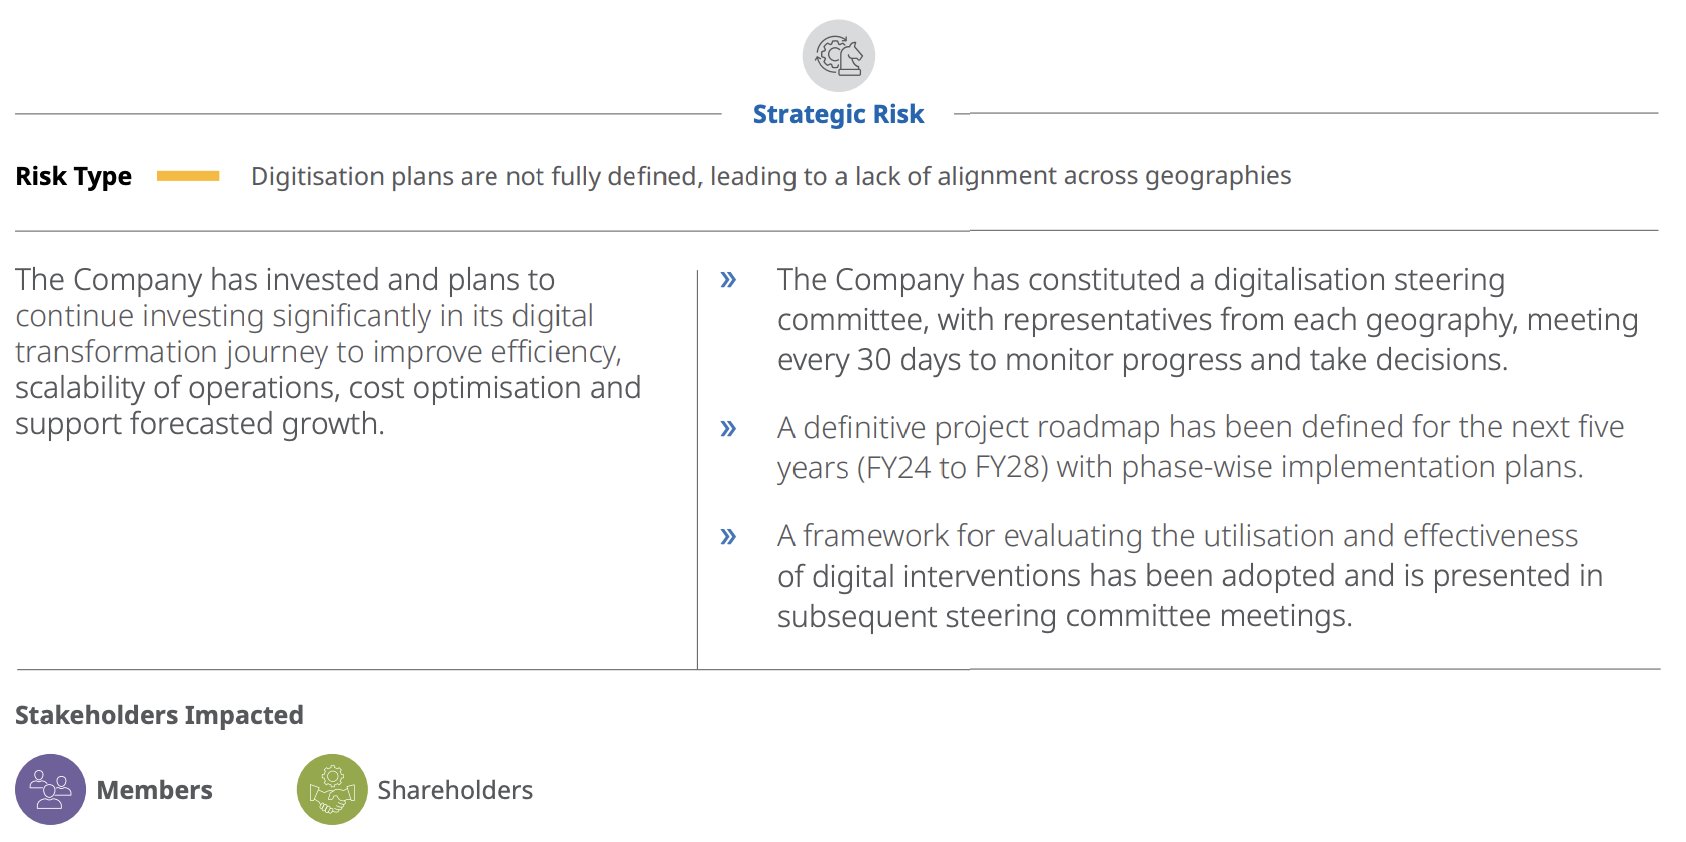 Strategic Risk
Risk Type
Digitisation plans are not fully defined, leading to a lack of alignment across geographies
The Company has invested and plans to
continue investing significantly in its digital
transformation journey to improve efficiency,
scalability of operations, cost optimisation and
support forecasted growth.
» The Company has constituted a digitalisation steering
committee, with representatives from each geography, meeting
every 30 days to monitor progress and take decisions.
» A definitive project roadmap has been defined for the next five
years (FY24 to FY28) with phase-wise implementation plans.
» A framework for evaluating the utilisation and effectiveness
of digital interventions has been adopted and is presented in
subsequent steering committee meetings.
Stakeholders Impacted
Members
Shareholders